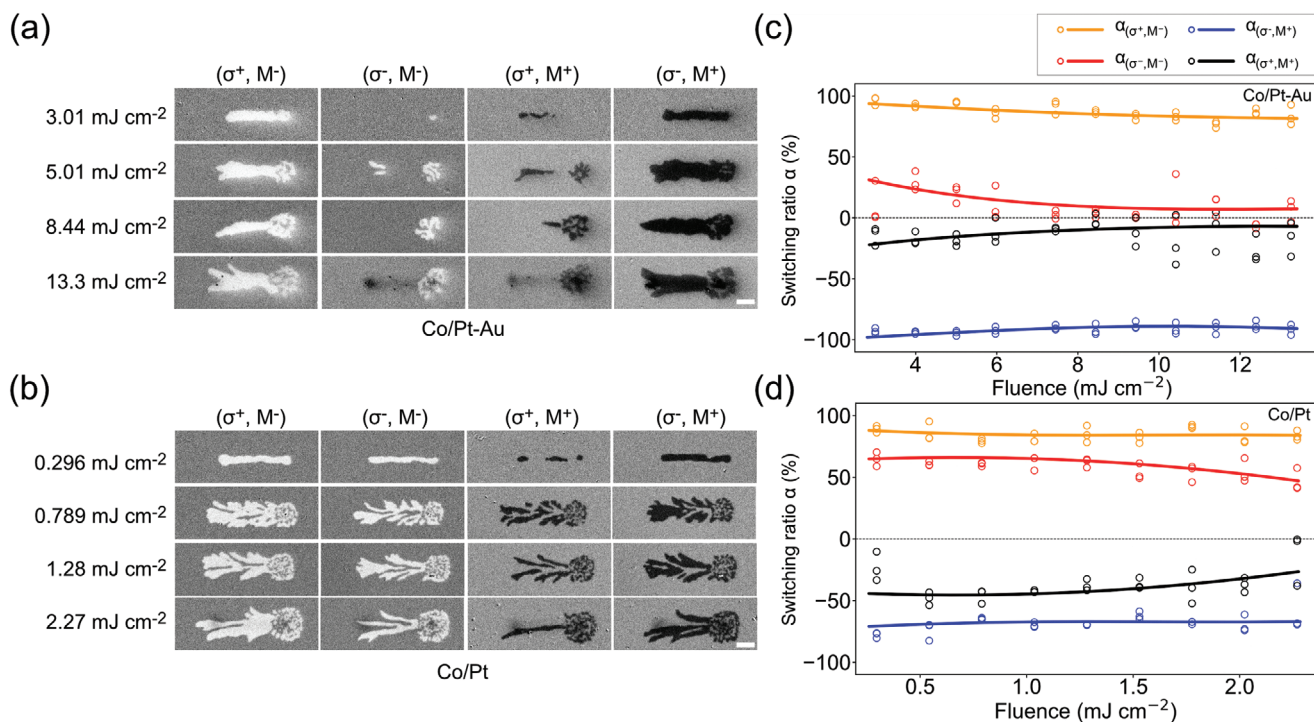 (a)
(σ⁺, M⁻) (σ⁻, M⁻) (σ⁺, M⁺) (σ⁻, M⁺)
3.01 mJ cm⁻²
5.01 mJ cm⁻²
8.44 mJ cm⁻²
13.3 mJ cm⁻²
Co/Pt-Au
(b)
(σ⁺, M⁻) (σ⁻, M⁻) (σ⁺, M⁺) (σ⁻, M⁺)
0.296 mJ cm⁻²
0.789 mJ cm⁻²
1.28 mJ cm⁻²
2.27 mJ cm⁻²
Co/Pt
(c)
α(σ⁺,M⁻) α(σ⁻,M⁺)
α(σ⁻,M⁻) α(σ⁺,M⁺)
Co/Pt-Au
Switching ratio α (%)
100
50
0
−50
−100
4 6 8 10 12
Fluence (mJ cm⁻²)
(d)
Co/Pt
Switching ratio α (%)
100
50
0
−50
−100
0.5 1.0 1.5 2.0
Fluence (mJ cm⁻²)